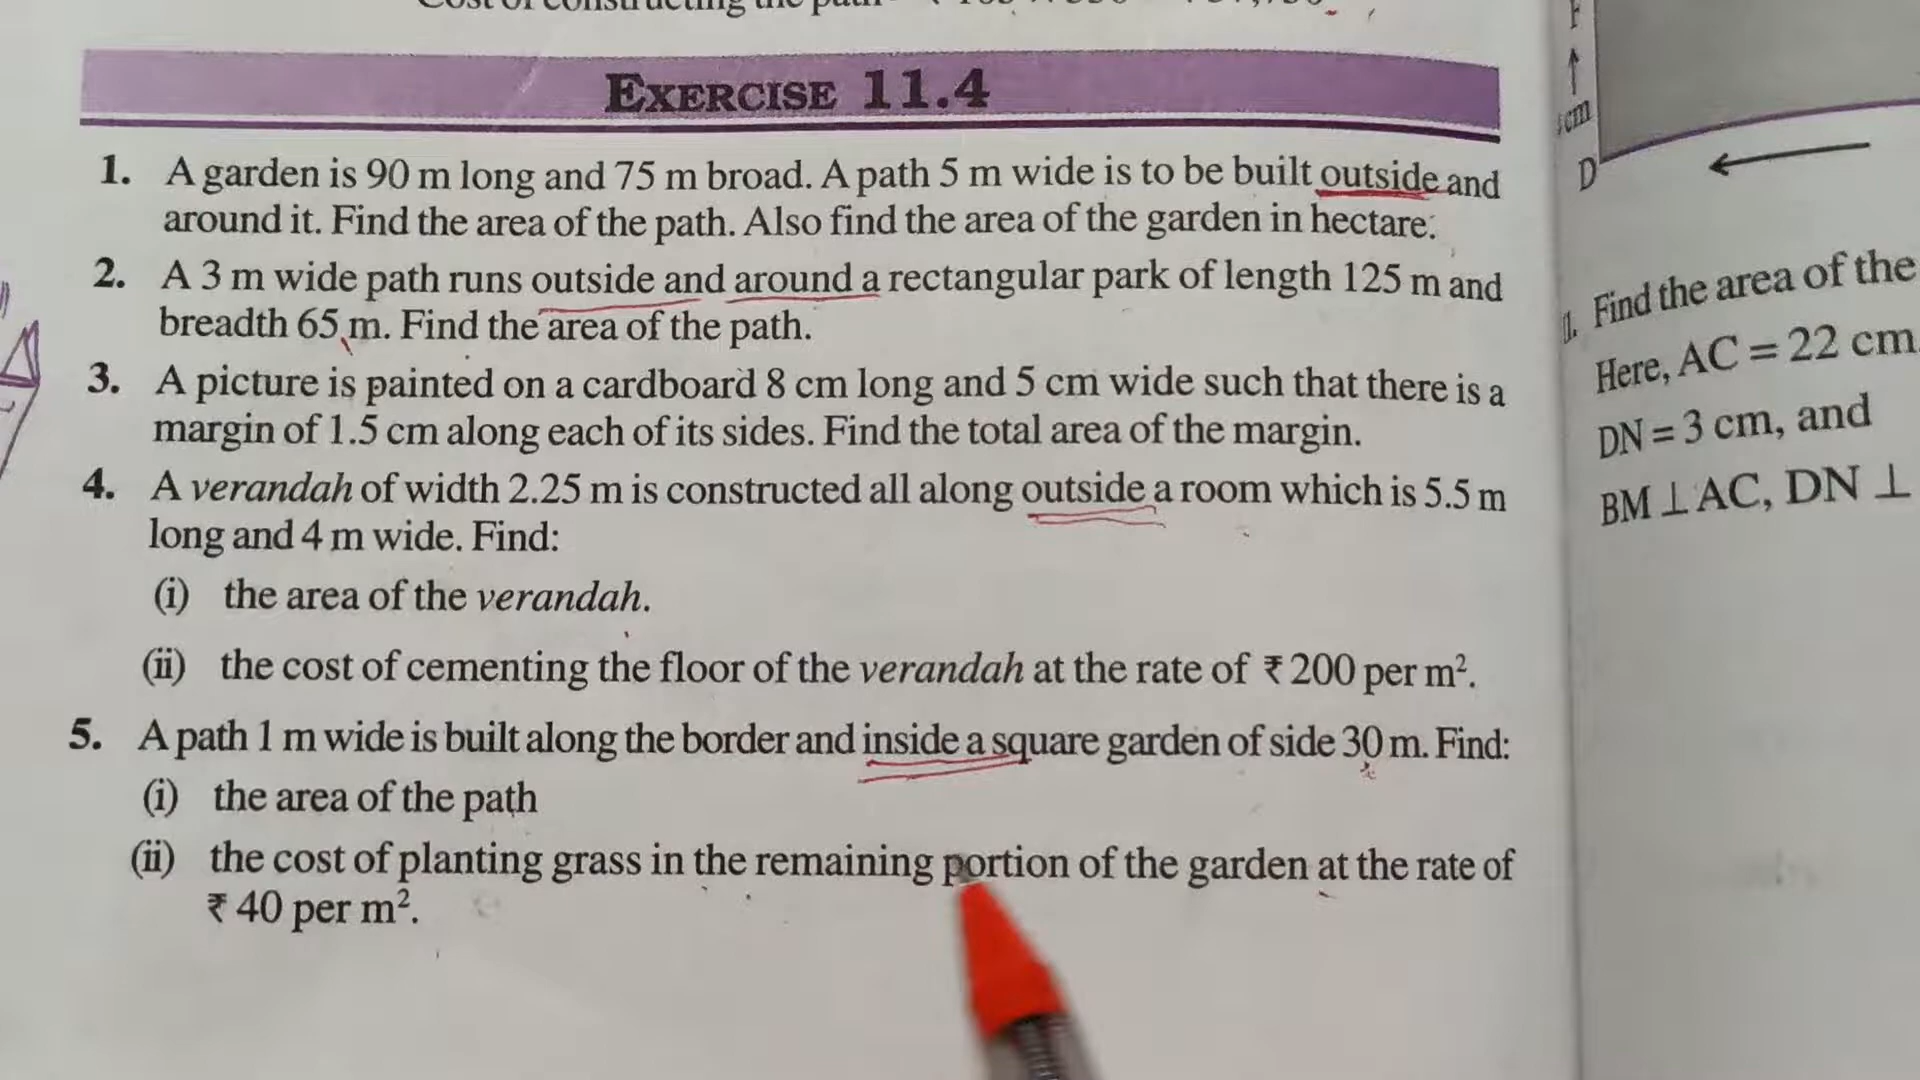 EXERCISE 11.4
1. A garden is 90 m long and 75 m broad. A path 5 m wide is to be built outside and
around it. Find the area of the path. Also find the area of the garden in hectare.
2. A 3 m wide path runs outside and around a rectangular park of length 125 m and
breadth 65 m. Find the area of the path.
3. A picture is painted on a cardboard 8 cm long and 5 cm wide such that there is a
margin of 1.5 cm along each of its sides. Find the total area of the margin.
4. A verandah of width 2.25 m is constructed all along outside a room which is 5.5 m
long and 4 m wide. Find:
(i) the area of the verandah.
(ii) the cost of cementing the floor of the verandah at the rate of ₹ 200 per m².
5. A path 1 m wide is built along the border and inside a square garden of side 30 m. Find:
(i) the area of the path
(ii) the cost of planting grass in the remaining portion of the garden at the rate of
₹ 40 per m².
cm
D
Find the area of the
Here, AC = 22 cm
DN = 3 cm, and
BM ⊥ AC, DN ⊥